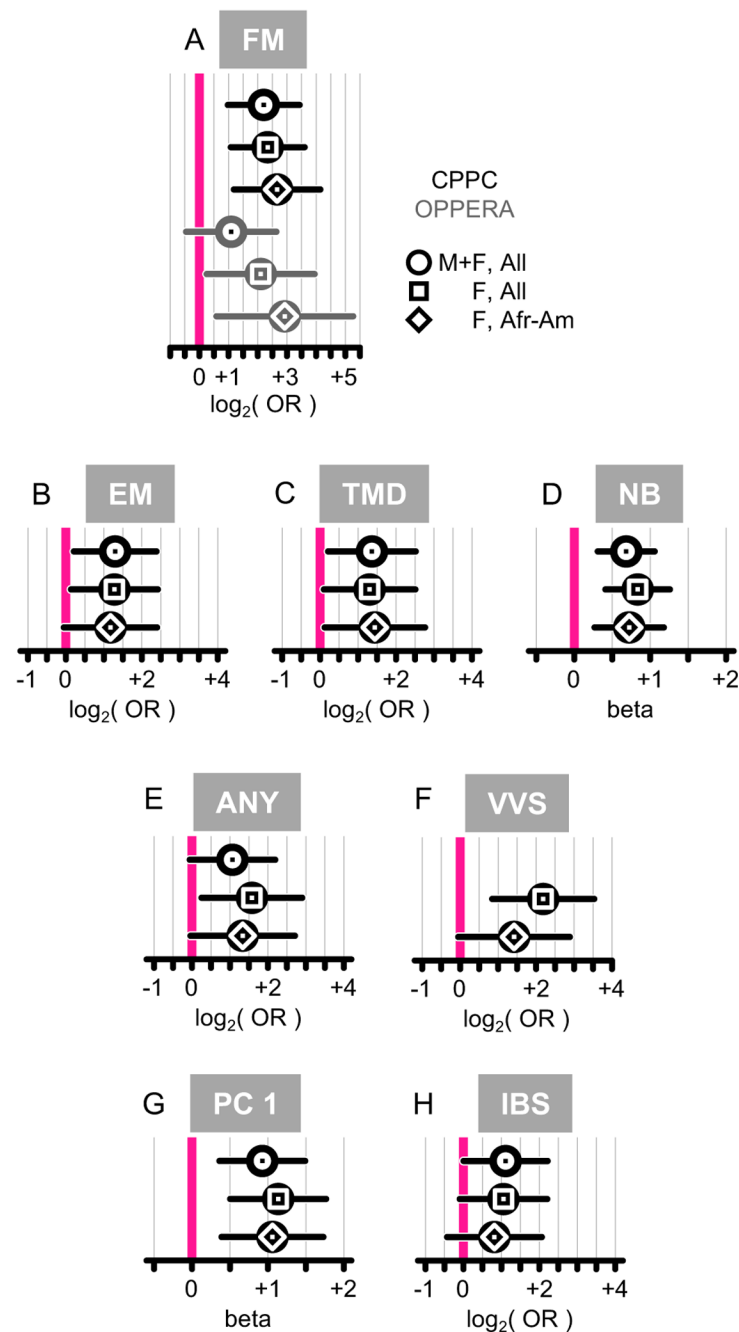 A FM
CPPC
OPPERA
M+F, All
F, All
F, Afr-Am
0 +1 +3 +5
log₂( OR )
B EM
-1 0 +2 +4
log₂( OR )
C TMD
-1 0 +2 +4
log₂( OR )
D NB
0 +1 +2
beta
E ANY
-1 0 +2 +4
log₂( OR )
F VVS
-1 0 +2 +4
log₂( OR )
G PC 1
0 +1 +2
beta
H IBS
-1 0 +2 +4
log₂( OR )